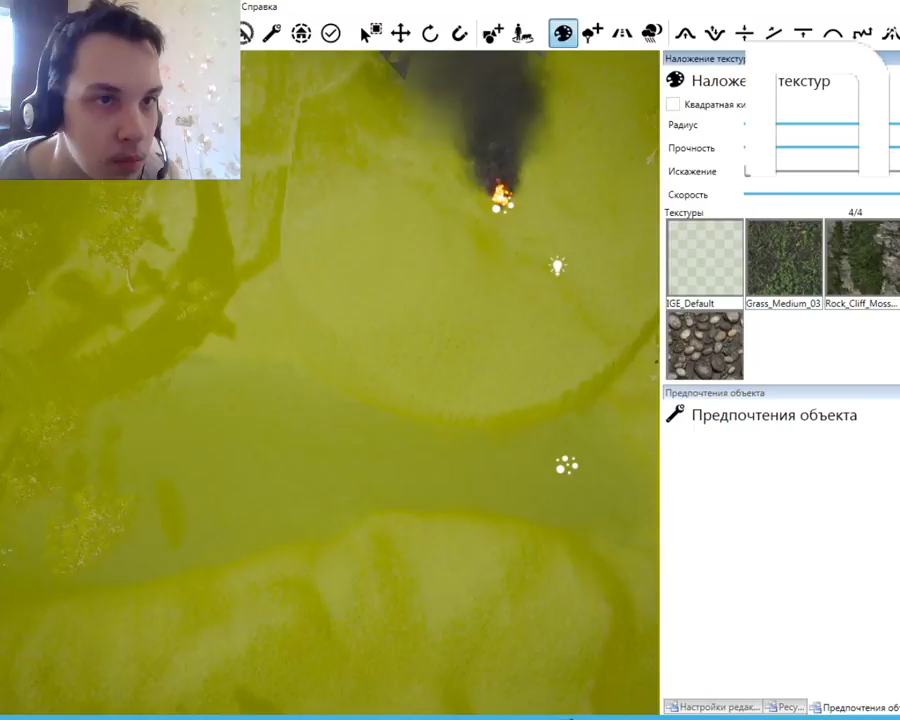 Справка
Наложение текстур
Наложе текстур
Квадратная ки
Радиус
Прочность
Искажение
Скорость
Текстуры 4/4
IGE_Default Grass_Medium_03 Rock_Cliff_Moss...
Предпочтения объекта
Предпочтения объекта
Настройки редак... Ресу... Предпочтения об